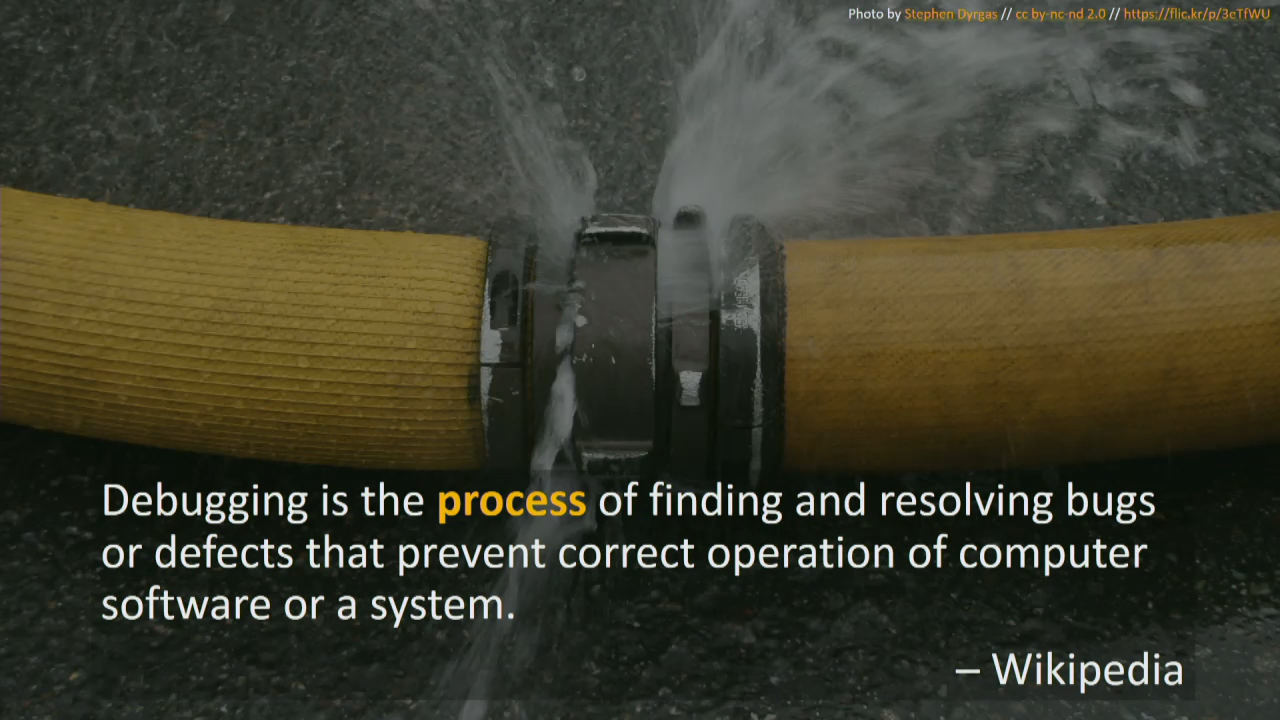 Photo by Stephen Dyrgas // cc by-nc-nd 2.0 // https://flic.kr/p/3eTfWU
Debugging is the process of finding and resolving bugs
or defects that prevent correct operation of computer
software or a system.
– Wikipedia